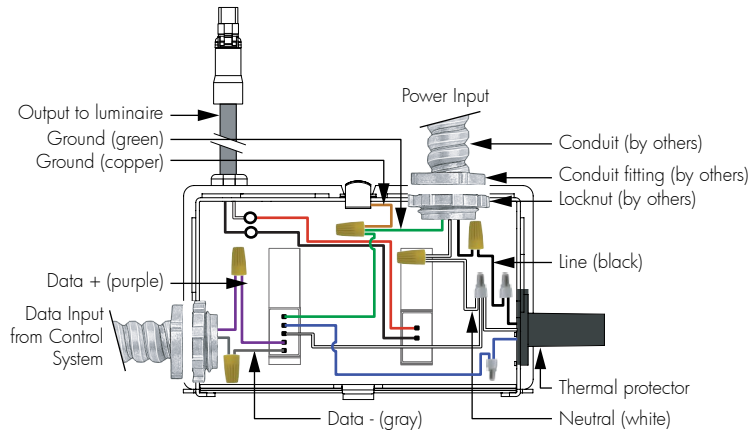 Power Input
Output to luminaire
Ground (green)
Ground (copper)
Conduit (by others)
Conduit fitting (by others)
Locknut (by others)
Line (black)
Data + (purple)
Data Input
from Control
System
Thermal protector
Data - (gray)
Neutral (white)